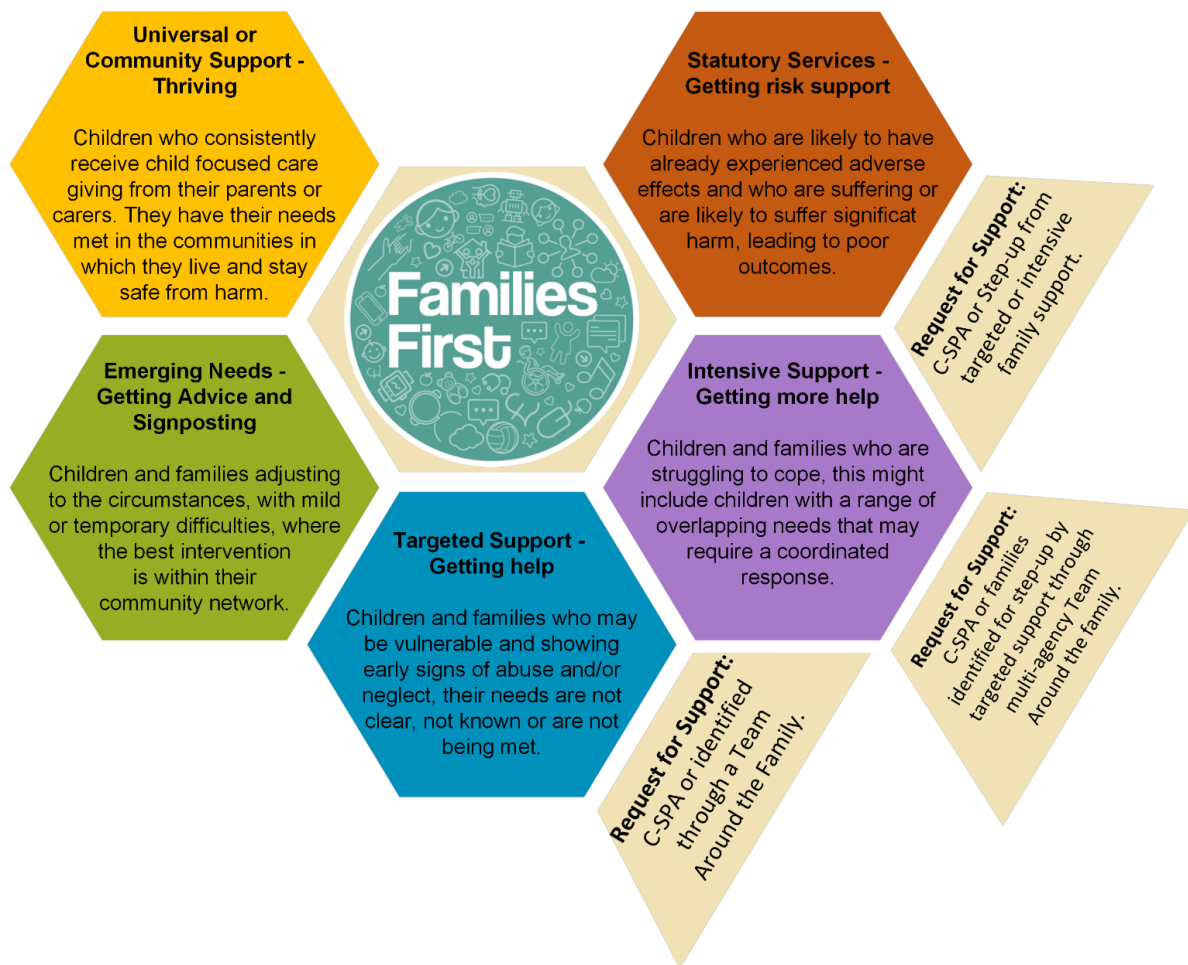 Universal or
Community Support -
Thriving
Children who consistently
receive child focused care
giving from their parents or
carers. They have their needs
met in the communities in
which they live and stay
safe from harm.
Emerging Needs -
Getting Advice and
Signposting
Children and families adjusting
to the circumstances, with mild
or temporary difficulties, where
the best intervention
is within their
community network.
Families
First
Targeted Support -
Getting help
Children and families who may
be vulnerable and showing
early signs of abuse and/or
neglect, their needs are not
clear, not known or are not
being met.
Request for Support:
C-SPA or identified
through a Team
Around the Family.
Intensive Support -
Getting more help
Children and families who are
struggling to cope, this might
include children with a range of
overlapping needs that may
require a coordinated
response.
Request for Support:
C-SPA or families
identified for step-up by
targeted support through
multi-agency Team
Around the family.
Statutory Services -
Getting risk support
Children who are likely to have
already experienced adverse
effects and who are suffering or
are likely to suffer significat
harm, leading to poor
outcomes.
Request for Support:
C-SPA or Step-up from
targeted or intensive
family support.